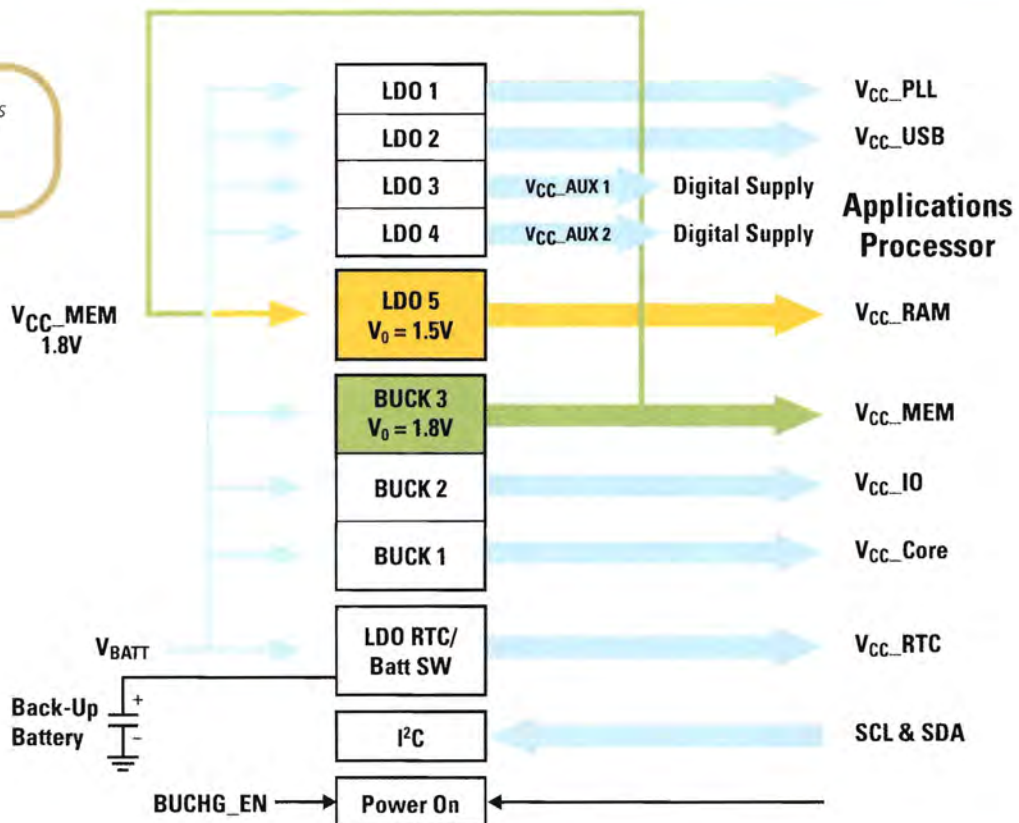 s
LDO 1
VCC_PLL
LDO 2
VCC_USB
LDO 3
VCC_AUX 1
Digital Supply
LDO 4
VCC_AUX 2
Digital Supply
Applications
Processor
VCC_MEM
1.8V
LDO 5
V0 = 1.5V
VCC_RAM
BUCK 3
V0 = 1.8V
VCC_MEM
BUCK 2
VCC_IO
BUCK 1
VCC_Core
VBATT
LDO RTC/
Batt SW
VCC_RTC
Back-Up
Battery
+
−
I²C
SCL & SDA
BUCHG_EN
Power On